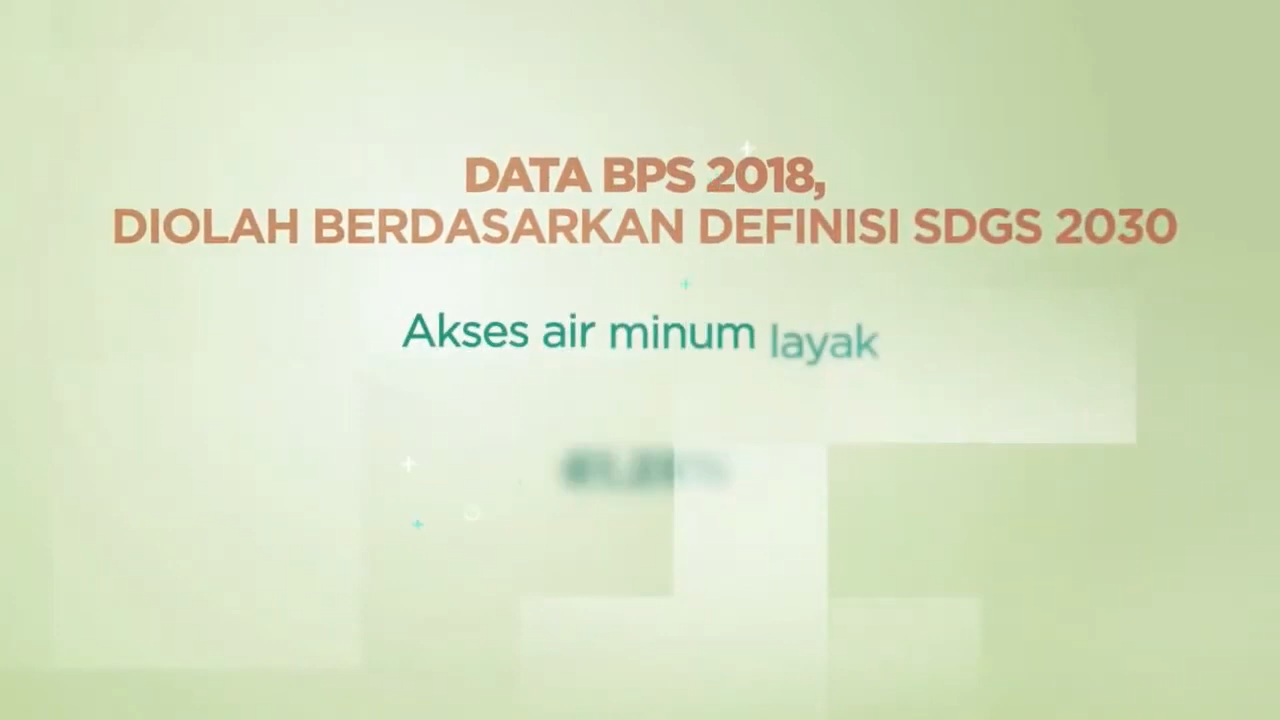 DATA BPS 2018,
DIOLAH BERDASARKAN DEFINISI SDGS 2030
Akses air minum layak